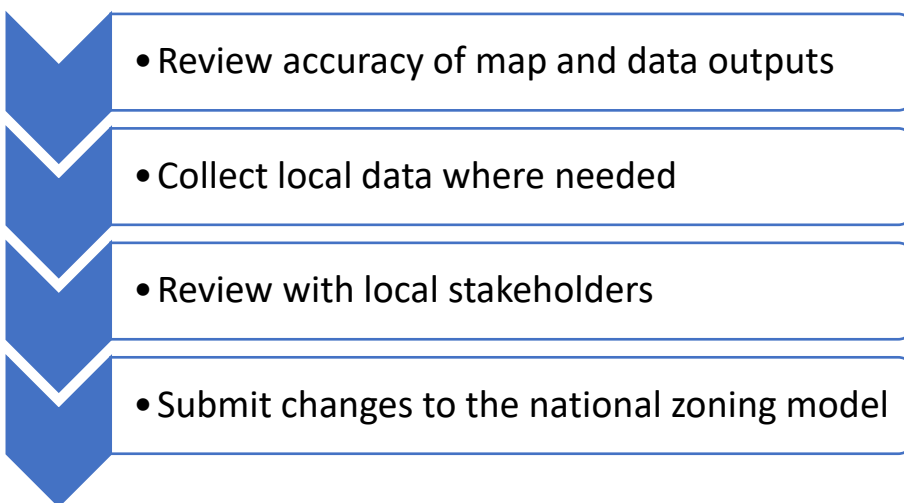 • Review accuracy of map and data outputs
• Collect local data where needed
• Review with local stakeholders
• Submit changes to the national zoning model